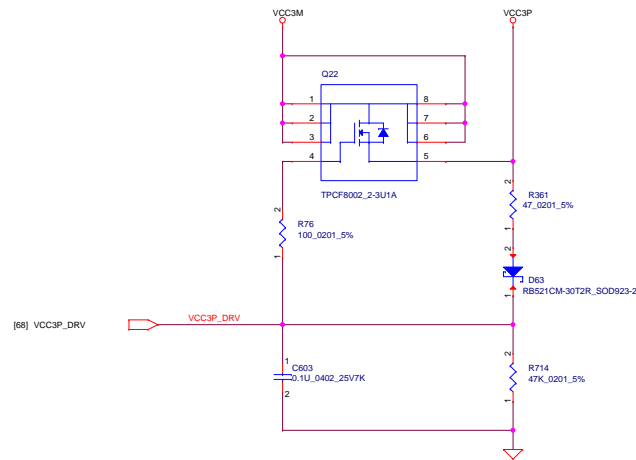 VCC3M
VCC3P
Q22
1
8
2
7
3
6
4
5
TPCF8002_2-3U1A
2
R361
47_0201_5%
1
2
R76
100_0201_5%
1
2
D63
RB521CM-30T2R_SOD923-2
1
[68] VCC3P_DRV
VCC3P_DRV
1
C603
0.1U_0402_25V7K
2
2
R714
47K_0201_5%
1